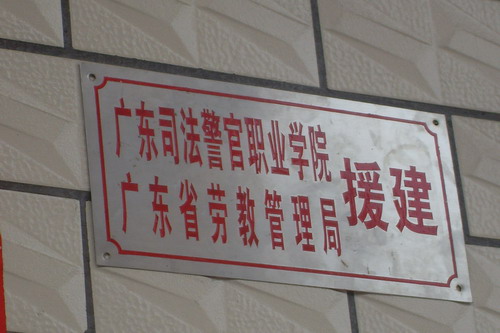 广东司法警官职业学院
广东省劳教管理局
援建